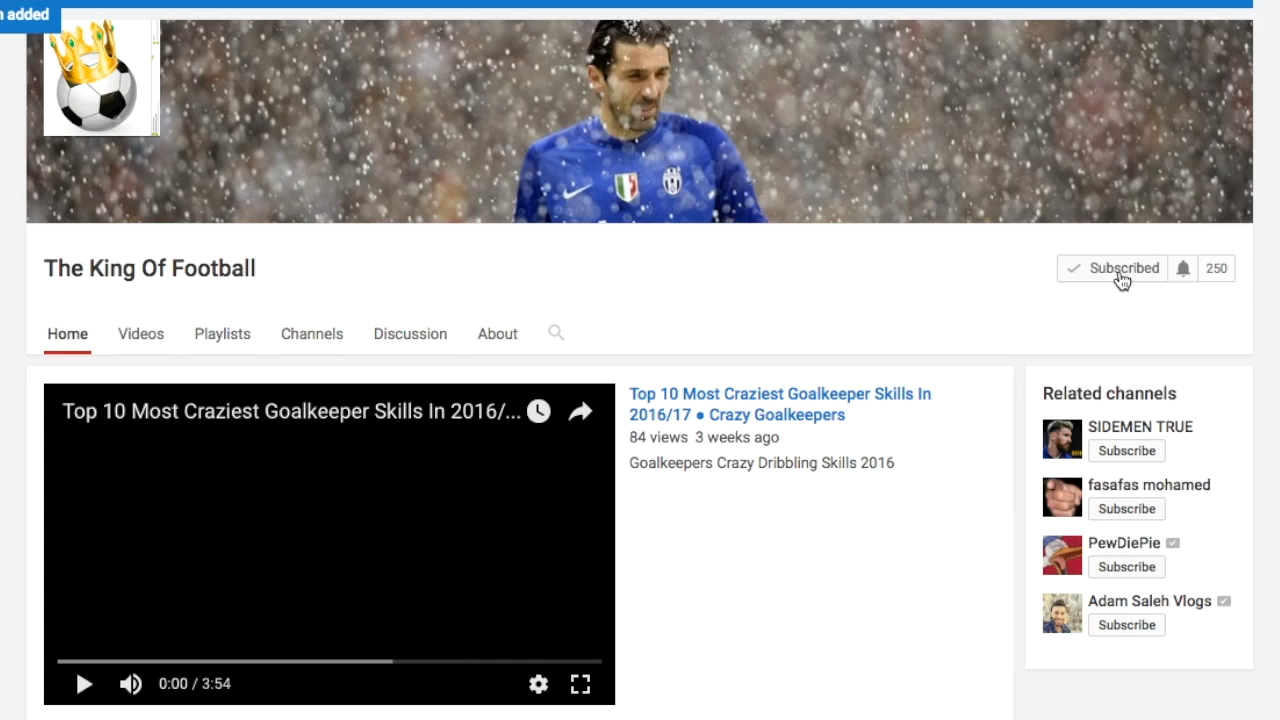 n added
The King Of Football
Subscribed
250
Home
Videos
Playlists
Channels
Discussion
About
Top 10 Most Craziest Goalkeeper Skills In 2016/...
0:00 / 3:54
Top 10 Most Craziest Goalkeeper Skills In
2016/17 ● Crazy Goalkeepers
84 views 3 weeks ago
Goalkeepers Crazy Dribbling Skills 2016
Related channels
SIDEMEN TRUE
Subscribe
fasafas mohamed
Subscribe
PewDiePie
Subscribe
Adam Saleh Vlogs
Subscribe